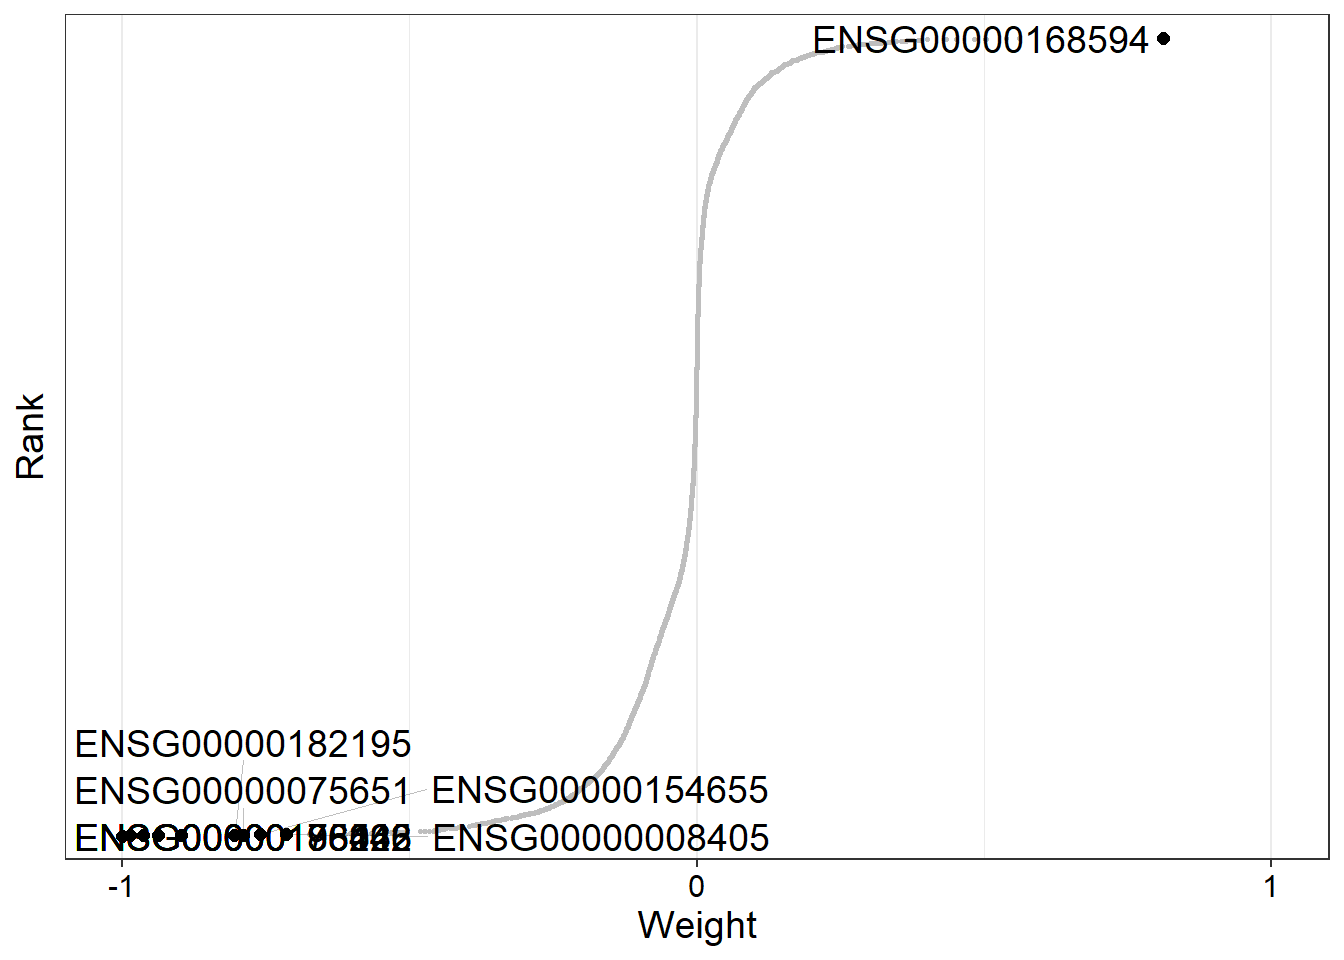 ENSG00000168594
Rank
ENSG00000182195
ENSG00000075651
ENSG00000154655
ENSG00000008405
-1
0
1
Weight